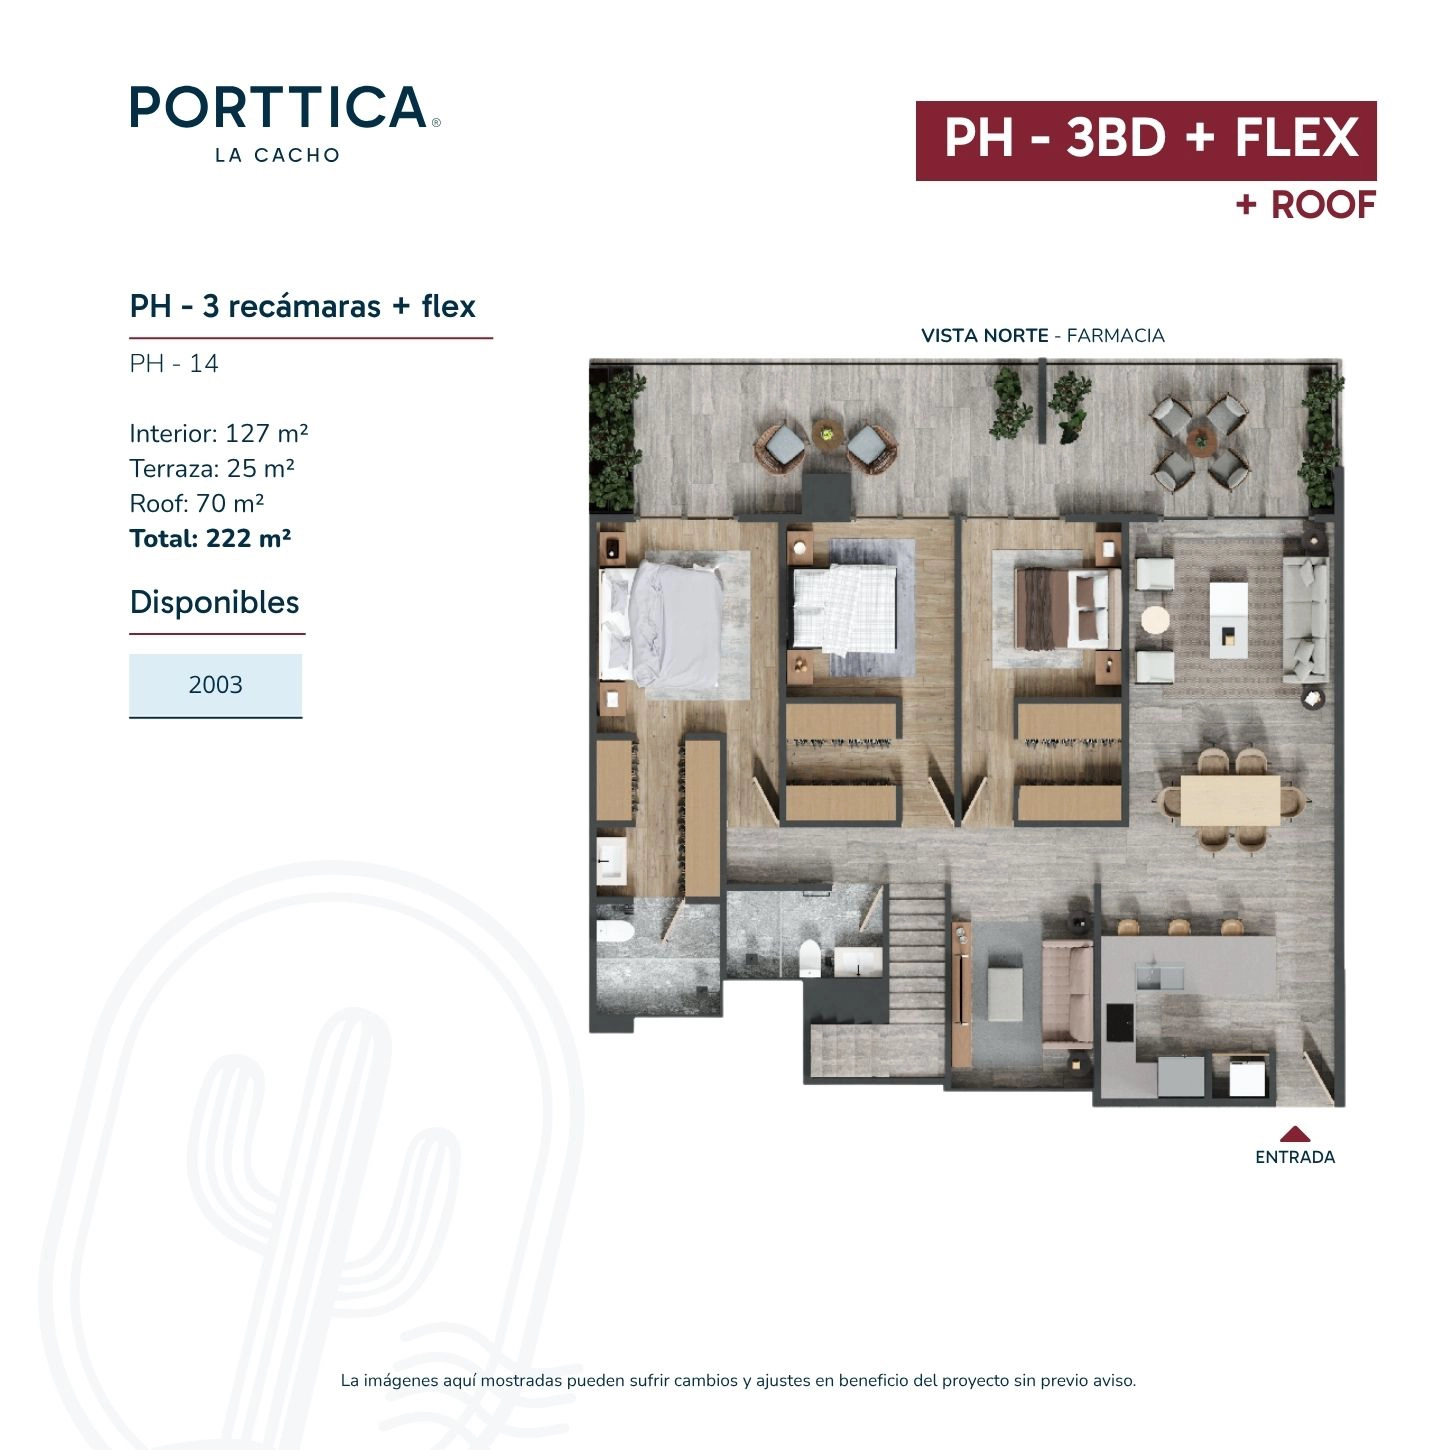 PORTTICA®
LA CACHO
PH - 3BD + FLEX
+ ROOF
PH - 3 recámaras + flex
PH - 14
Interior: 127 m²
Terraza: 25 m²
Roof: 70 m²
Total: 222 m²
Disponibles
2003
VISTA NORTE - FARMACIA
ENTRADA
La imágenes aquí mostradas pueden sufrir cambios y ajustes en beneficio del proyecto sin previo aviso.